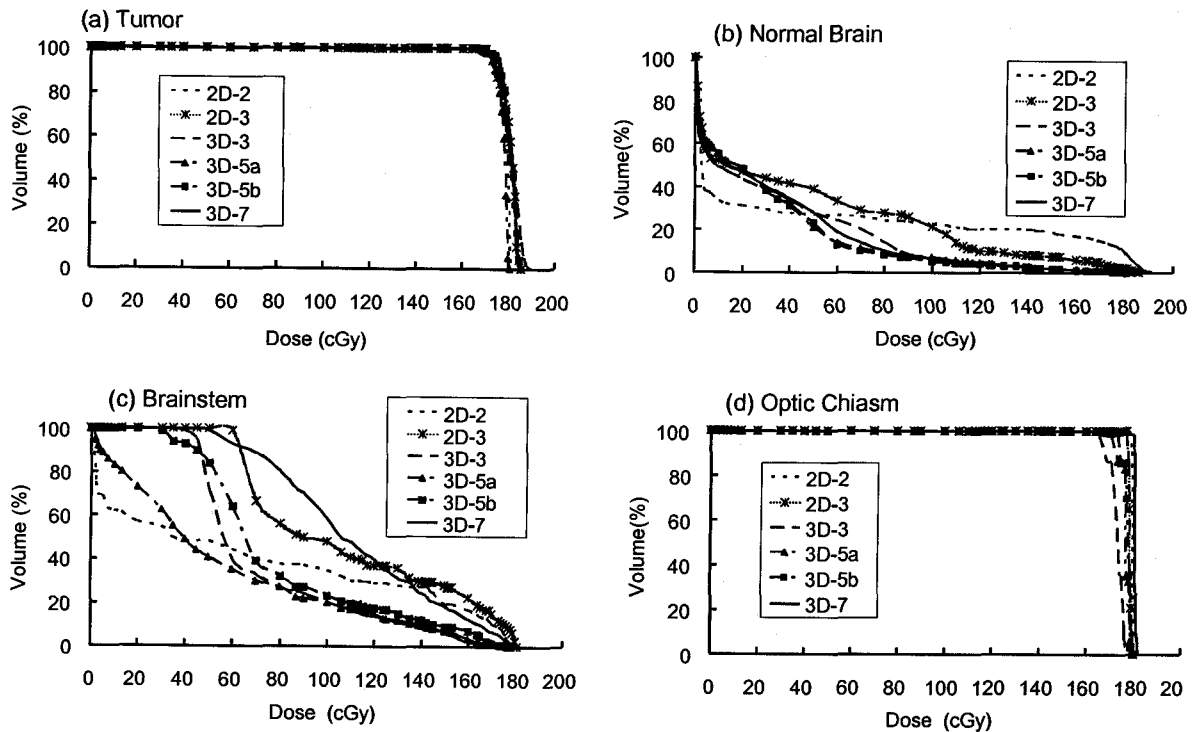 (a) Tumor
Volume (%)
100
80
60
40
20
0
2D-2
2D-3
3D-3
3D-5a
3D-5b
3D-7
0 20 40 60 80 100 120 140 160 180 200
Dose (cGy)
(b) Normal Brain
Volume(%)
100
80
60
40
20
0
2D-2
2D-3
3D-3
3D-5a
3D-5b
3D-7
0 20 40 60 80 100 120 140 160 180 200
Dose (cGy)
(c) Brainstem
Volume (%)
100
80
60
40
20
0
2D-2
2D-3
3D-3
3D-5a
3D-5b
3D-7
0 20 40 60 80 100 120 140 160 180 200
Dose (cGy)
(d) Optic Chiasm
Volume(%)
100
80
60
40
20
0
2D-2
2D-3
3D-3
3D-5a
3D-5b
3D-7
0 20 40 60 80 100 120 140 160 180 20
Dose (cGy)